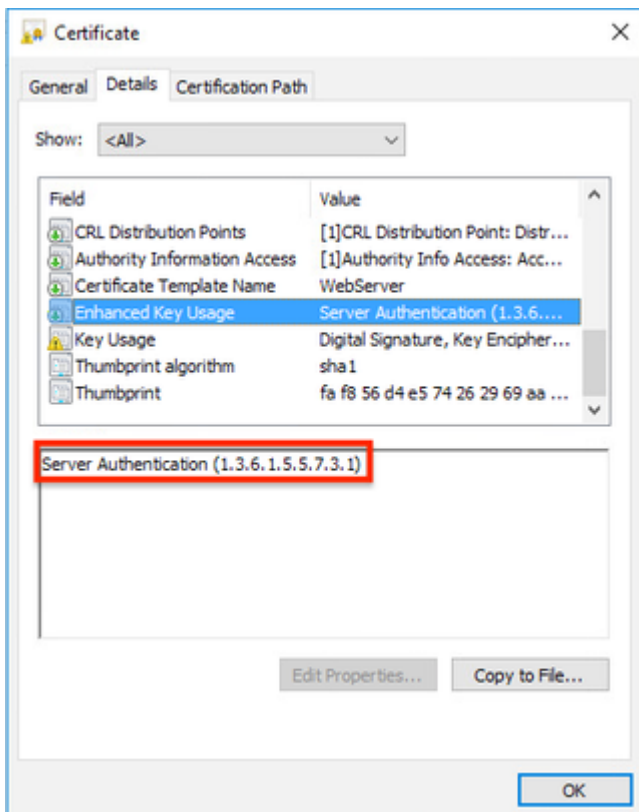 Certificate
General Details Certification Path
Show: <All>
Field Value
CRL Distribution Points [1]CRL Distribution Point: Distr...
Authority Information Access [1]Authority Info Access: Acc...
Certificate Template Name WebServer
Enhanced Key Usage Server Authentication (1.3.6....
Key Usage Digital Signature, Key Encipher...
Thumbprint algorithm sha1
Thumbprint fa f8 56 d4 e5 74 26 29 69 aa ...
Server Authentication (1.3.6.1.5.5.7.3.1)
Edit Properties... Copy to File...
OK